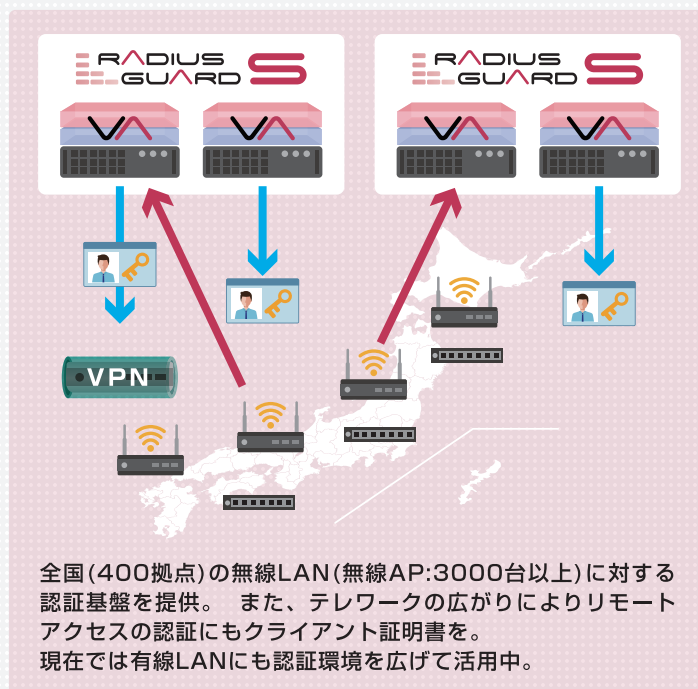 RADIUS GUARD S
RADIUS GUARD S
VA
VA
VA
VA
VPN
全国(400拠点)の無線LAN(無線AP:3000台以上)に対する
認証基盤を提供。 また、テレワークの広がりによりリモート
アクセスの認証にもクライアント証明書を。
現在では有線LANにも認証環境を広げて活用中。